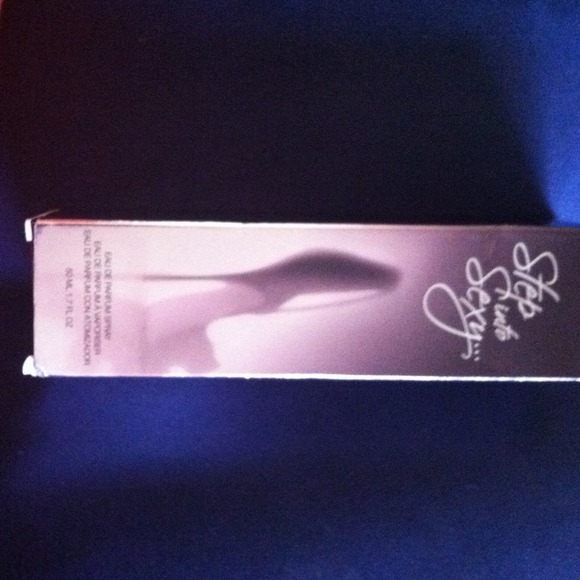 Step
into
Sexy...
EAU DE PARFUM SPRAY
EAU DE PARFUM À VAPORISER
EAU DE PARFUM CON ATOMIZADOR
50 ML 1.7 FL OZ